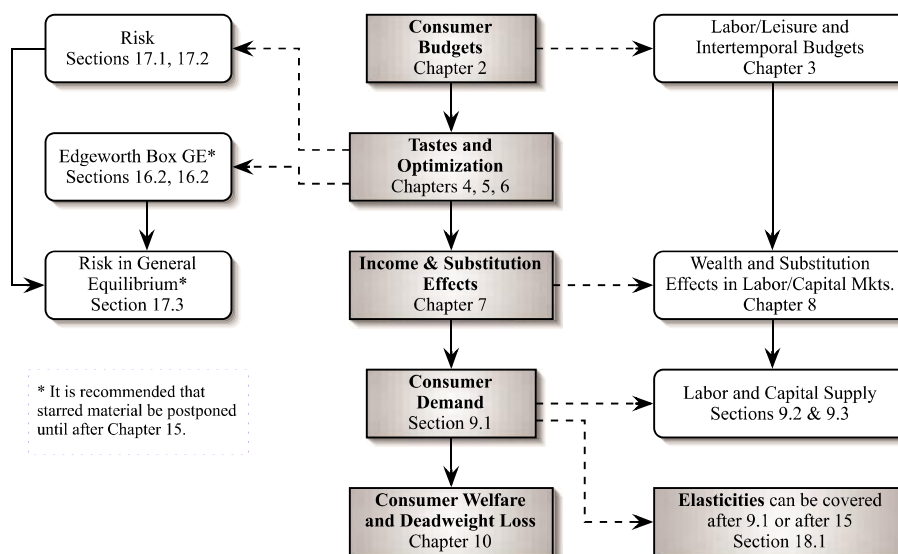 Risk
Sections 17.1, 17.2
Consumer
Budgets
Chapter 2
Labor/Leisure and
Intertemporal Budgets
Chapter 3
Edgeworth Box GE*
Sections 16.2, 16.2
Tastes and
Optimization
Chapters 4, 5, 6
Risk in General
Equilibrium*
Section 17.3
Income & Substitution
Effects
Chapter 7
Wealth and Substitution
Effects in Labor/Capital Mkts.
Chapter 8
* It is recommended that
starred material be postponed
until after Chapter 15.
Consumer
Demand
Section 9.1
Labor and Capital Supply
Sections 9.2 & 9.3
Consumer Welfare
and Deadweight Loss
Chapter 10
Elasticities can be covered
after 9.1 or after 15
Section 18.1